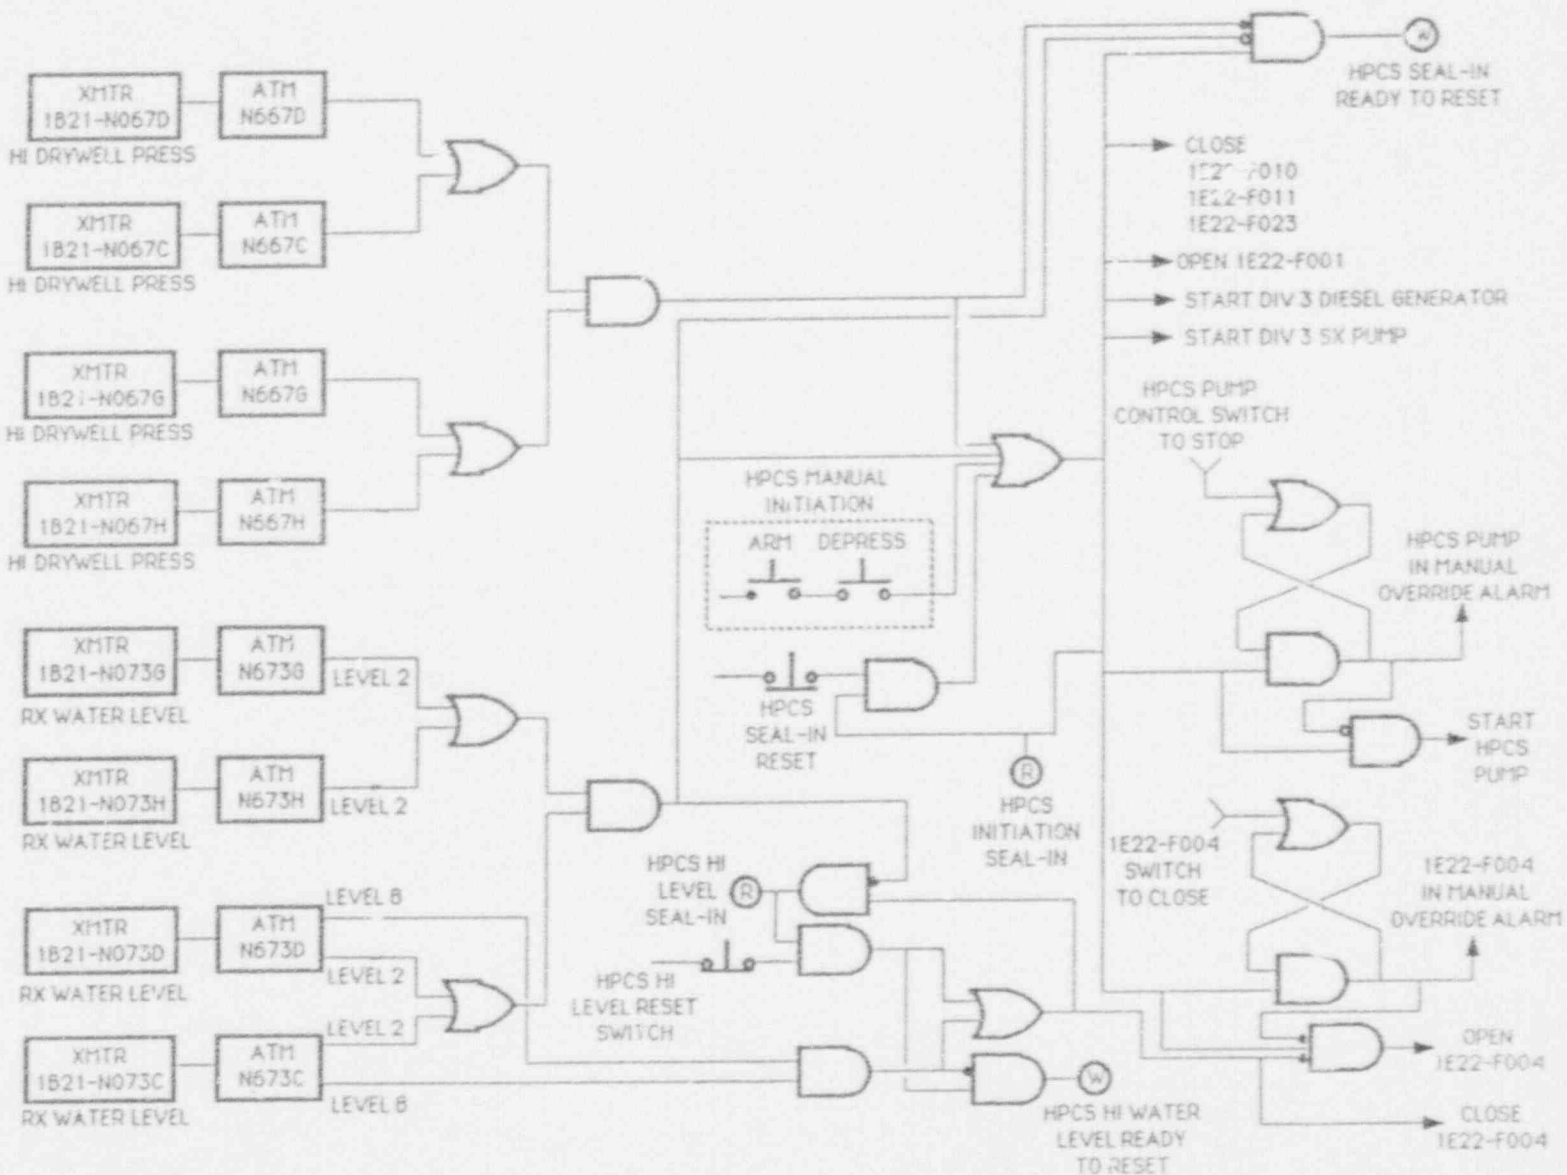 XMTR
1B21-N067D
HI DRYWELL PRESS
ATM
N667D
XMTR
1B21-N067C
HI DRYWELL PRESS
ATM
N667C
XMTR
1B21-N067G
HI DRYWELL PRESS
ATM
N667G
XMTR
1B21-N067H
HI DRYWELL PRESS
ATM
N667H
XMTR
1B21-N073G
RX WATER LEVEL
ATM
N673G
LEVEL 2
XMTR
1B21-N073H
RX WATER LEVEL
ATM
N673H
LEVEL 2
XMTR
1B21-N073D
RX WATER LEVEL
ATM
N673D
LEVEL 8
LEVEL 2
XMTR
1B21-N073C
RX WATER LEVEL
ATM
N673C
LEVEL 2
LEVEL 8
HPCS MANUAL
INITIATION
ARM DEPRESS
HPCS
SEAL-IN
RESET
R
HPCS
INITIATION
SEAL-IN
HPCS HI
LEVEL
SEAL-IN
R
HPCS HI
LEVEL RESET
SWITCH
W
HPCS HI WATER
LEVEL READY
TO RESET
W
HPCS SEAL-IN
READY TO RESET
CLOSE
1E22-F011
1E22-F023
OPEN 1E22-F001
START DIV 3 DIESEL GENERATOR
START DIV 3 SX PUMP
HPCS PUMP
CONTROL SWITCH
TO STOP
HPCS PUMP
IN MANUAL
OVERRIDE ALARM
START
HPCS
PUMP
1E22-F004
SWITCH
TO CLOSE
1E22-F004
IN MANUAL
OVERRIDE ALARM
OPEN
1E22-F004
CLOSE
1E22-F004